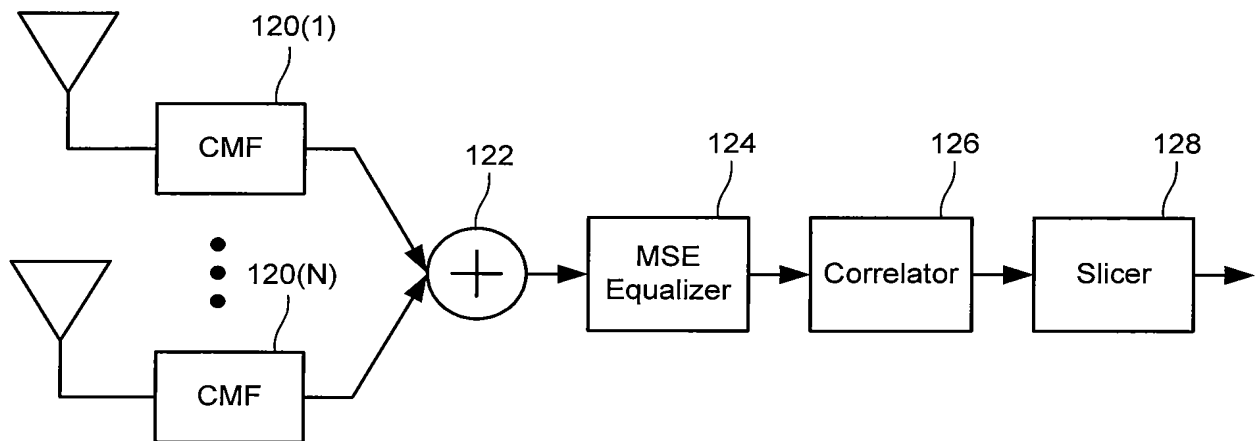 120(1)
CMF
122
124
126
128
MSE
Equalizer
Correlator
Slicer
120(N)
CMF